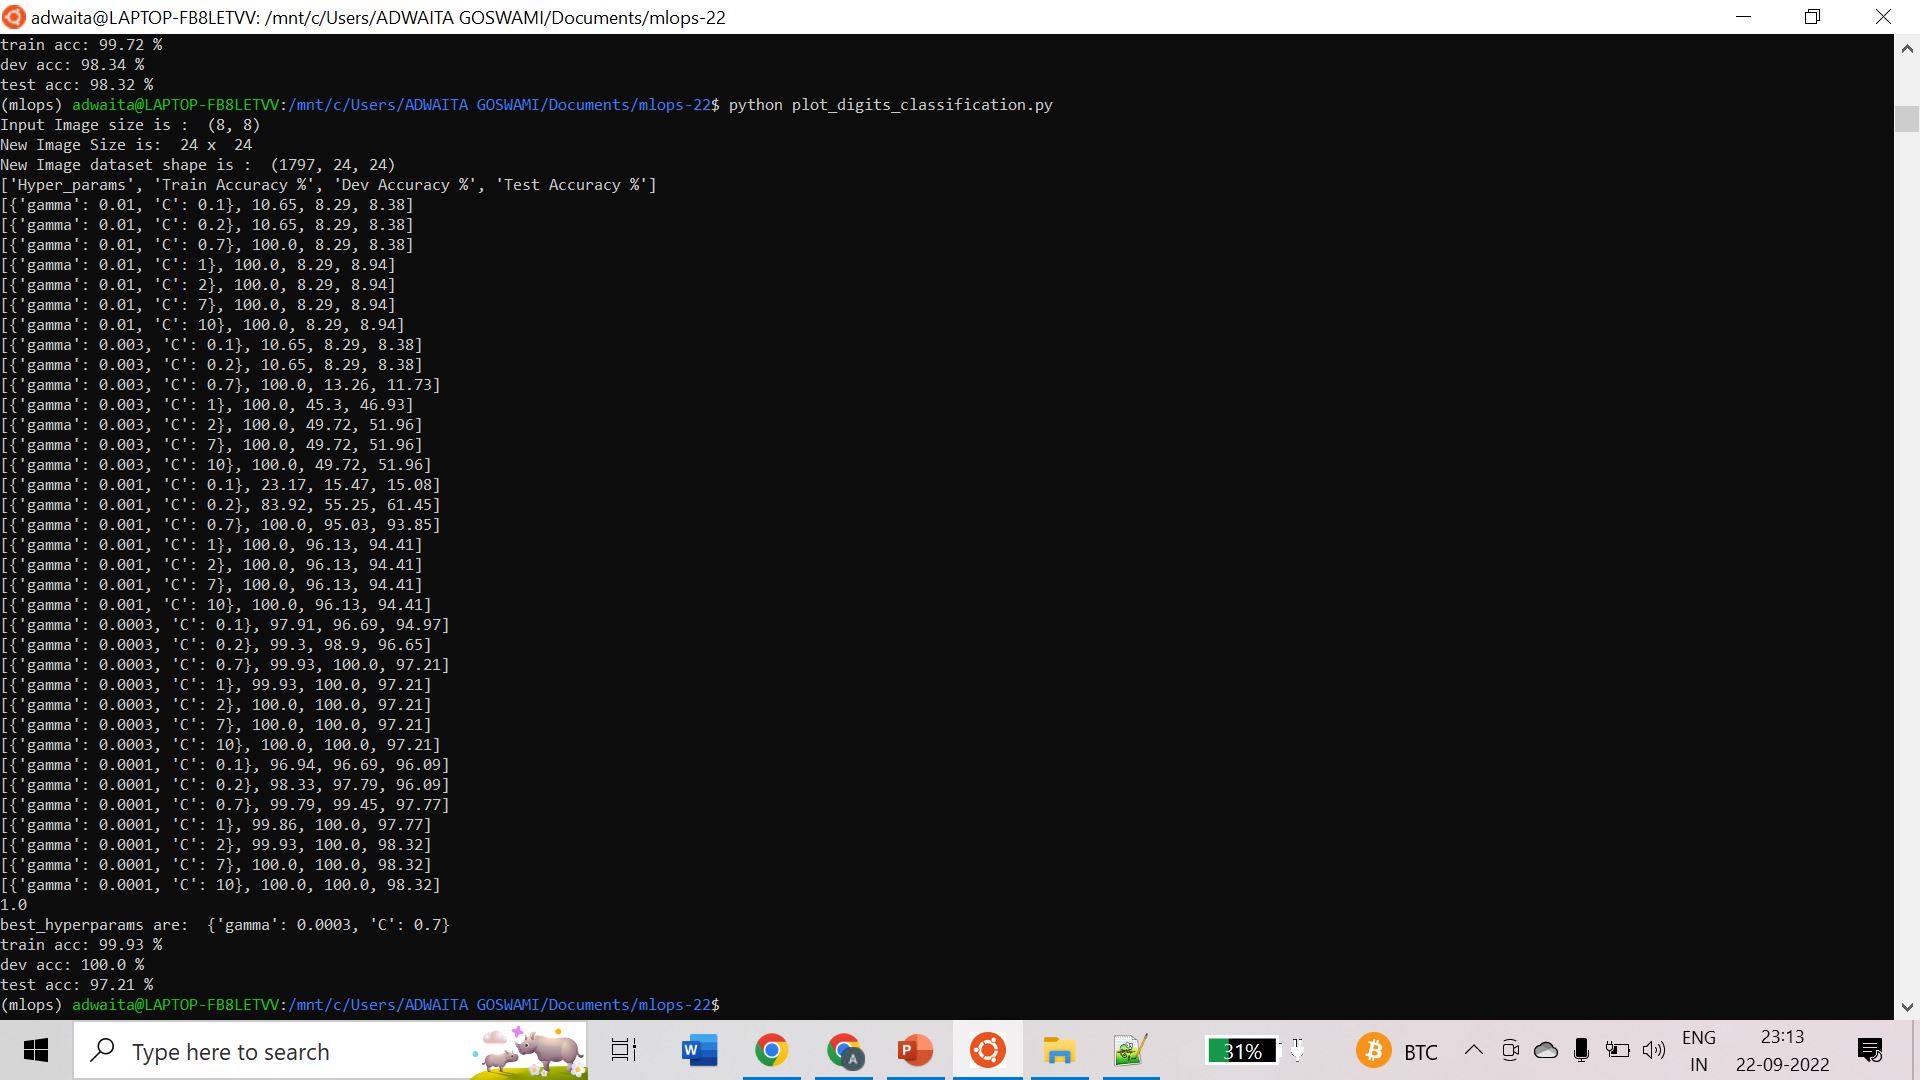 adwaita@LAPTOP-FB8LETVV: /mnt/c/Users/ADWAITA GOSWAMI/Documents/mlops-22
train acc: 99.72 %
dev acc: 98.34 %
test acc: 98.32 %
(mlops) adwaita@LAPTOP-FB8LETVV:/mnt/c/Users/ADWAITA GOSWAMI/Documents/mlops-22$ python plot_digits_classification.py
Input Image size is :  (8, 8)
New Image Size is:  24 x  24
New Image dataset shape is :  (1797, 24, 24)
['Hyper_params', 'Train Accuracy %', 'Dev Accuracy %', 'Test Accuracy %']
[{'gamma': 0.01, 'C': 0.1}, 10.65, 8.29, 8.38]
[{'gamma': 0.01, 'C': 0.2}, 10.65, 8.29, 8.38]
[{'gamma': 0.01, 'C': 0.7}, 100.0, 8.29, 8.38]
[{'gamma': 0.01, 'C': 1}, 100.0, 8.29, 8.94]
[{'gamma': 0.01, 'C': 2}, 100.0, 8.29, 8.94]
[{'gamma': 0.01, 'C': 7}, 100.0, 8.29, 8.94]
[{'gamma': 0.01, 'C': 10}, 100.0, 8.29, 8.94]
[{'gamma': 0.003, 'C': 0.1}, 10.65, 8.29, 8.38]
[{'gamma': 0.003, 'C': 0.2}, 10.65, 8.29, 8.38]
[{'gamma': 0.003, 'C': 0.7}, 100.0, 13.26, 11.73]
[{'gamma': 0.003, 'C': 1}, 100.0, 45.3, 46.93]
[{'gamma': 0.003, 'C': 2}, 100.0, 49.72, 51.96]
[{'gamma': 0.003, 'C': 7}, 100.0, 49.72, 51.96]
[{'gamma': 0.003, 'C': 10}, 100.0, 49.72, 51.96]
[{'gamma': 0.001, 'C': 0.1}, 23.17, 15.47, 15.08]
[{'gamma': 0.001, 'C': 0.2}, 83.92, 55.25, 61.45]
[{'gamma': 0.001, 'C': 0.7}, 100.0, 95.03, 93.85]
[{'gamma': 0.001, 'C': 1}, 100.0, 96.13, 94.41]
[{'gamma': 0.001, 'C': 2}, 100.0, 96.13, 94.41]
[{'gamma': 0.001, 'C': 7}, 100.0, 96.13, 94.41]
[{'gamma': 0.001, 'C': 10}, 100.0, 96.13, 94.41]
[{'gamma': 0.0003, 'C': 0.1}, 97.91, 96.69, 94.97]
[{'gamma': 0.0003, 'C': 0.2}, 99.3, 98.9, 96.65]
[{'gamma': 0.0003, 'C': 0.7}, 99.93, 100.0, 97.21]
[{'gamma': 0.0003, 'C': 1}, 99.93, 100.0, 97.21]
[{'gamma': 0.0003, 'C': 2}, 100.0, 100.0, 97.21]
[{'gamma': 0.0003, 'C': 7}, 100.0, 100.0, 97.21]
[{'gamma': 0.0003, 'C': 10}, 100.0, 100.0, 97.21]
[{'gamma': 0.0001, 'C': 0.1}, 96.94, 96.69, 96.09]
[{'gamma': 0.0001, 'C': 0.2}, 98.33, 97.79, 96.09]
[{'gamma': 0.0001, 'C': 0.7}, 99.79, 99.45, 97.77]
[{'gamma': 0.0001, 'C': 1}, 99.86, 100.0, 97.77]
[{'gamma': 0.0001, 'C': 2}, 99.93, 100.0, 98.32]
[{'gamma': 0.0001, 'C': 7}, 100.0, 100.0, 98.32]
[{'gamma': 0.0001, 'C': 10}, 100.0, 100.0, 98.32]
1.0
best_hyperparams are:  {'gamma': 0.0003, 'C': 0.7}
train acc: 99.93 %
dev acc: 100.0 %
test acc: 97.21 %
(mlops) adwaita@LAPTOP-FB8LETVV:/mnt/c/Users/ADWAITA GOSWAMI/Documents/mlops-22$
Type here to search
W
A
P
31%
BTC
ENG
IN
23:13
22-09-2022